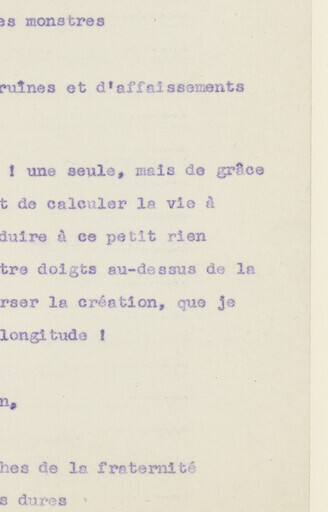 es monstres
ruînes et d'affaissements
! une seule, mais de grâce
t de calculer la vie à
duire à ce petit rien
tre doigts au-dessus de la
rser la création, que je
longitude !
n,
hes de la fraternité
s dures